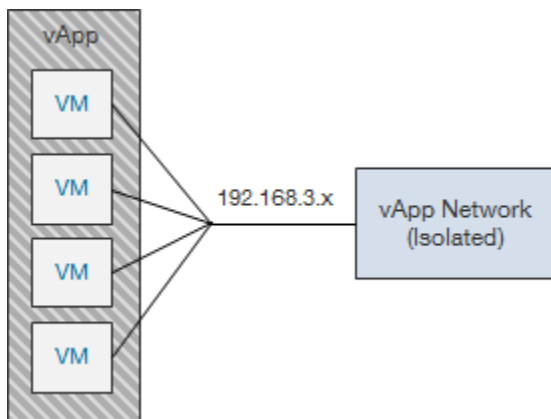 vApp
VM
VM
VM
VM
192.168.3.x
vApp Network
(Isolated)